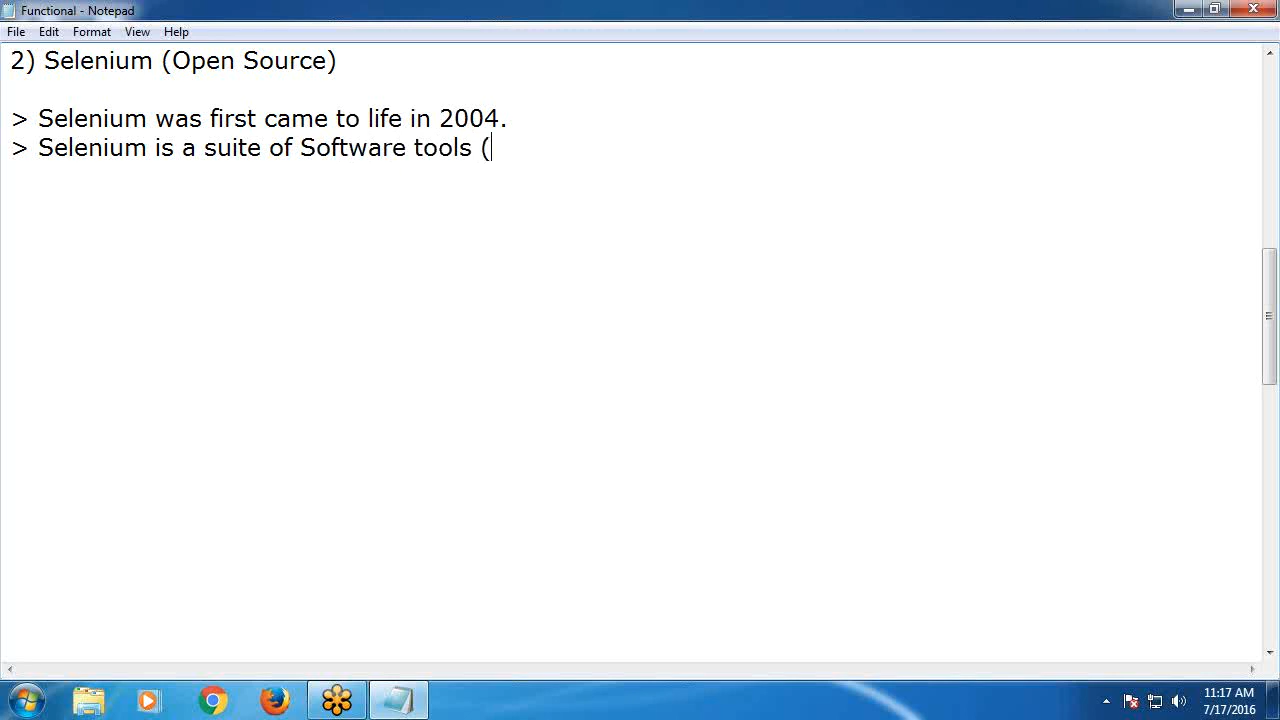 Functional - Notepad
File Edit Format View Help
2) Selenium (Open Source)
> Selenium was first came to life in 2004.
> Selenium is a suite of Software tools (
11:17 AM
7/17/2016